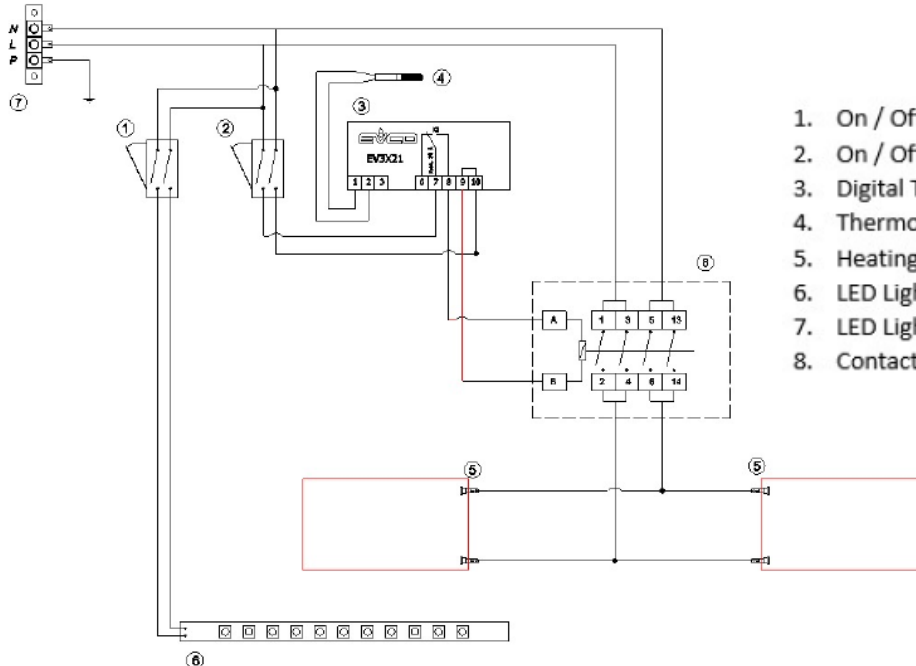 N
L
P
7
1
2
3
4
EVCO
EV3X21
1 2 3
6 7 8 9 10
8
A
B
1 3 5 13
2 4 6 14
5
5
6
1. On / Of
2. On / Of
3. Digital T
4. Thermo
5. Heating
6. LED Ligh
7. LED Ligh
8. Contact